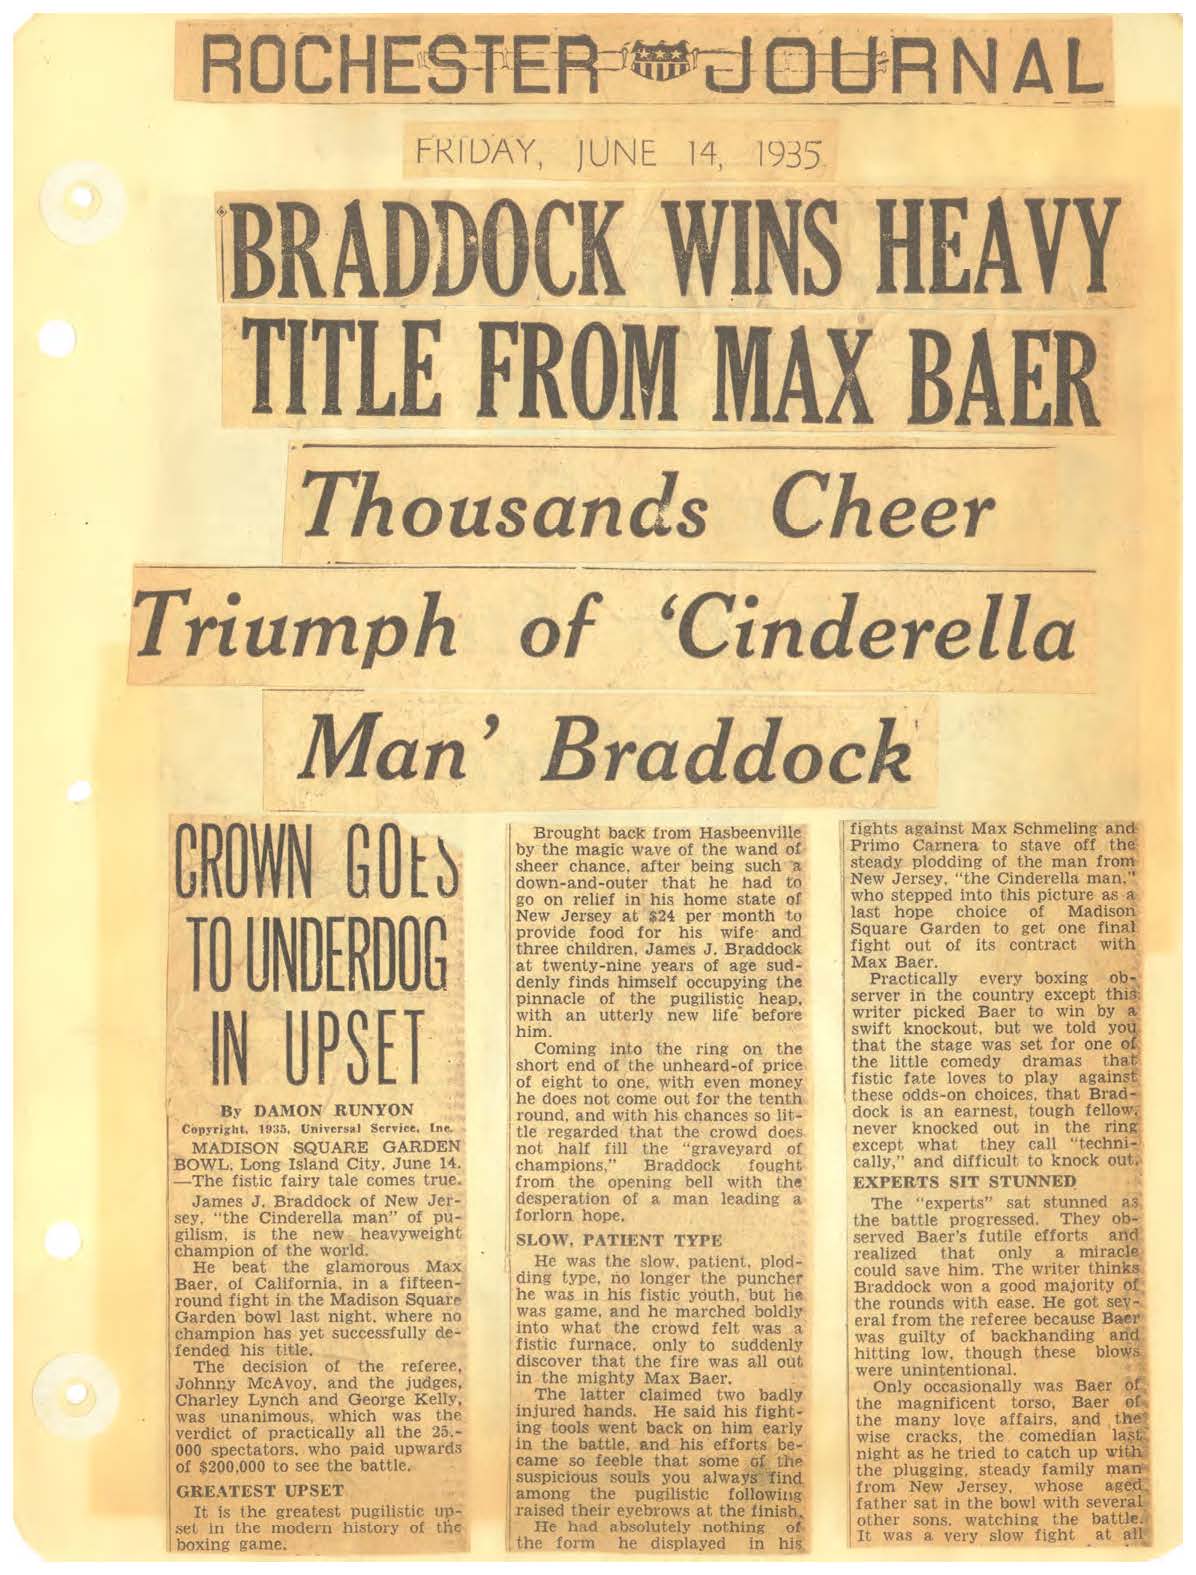 ROCHESTER JOURNAL
FRIDAY, JUNE 14, 1935
BRADDOCK WINS HEAVY
TITLE FROM MAX BAER
Thousands Cheer
Triumph of ‘Cinderella
Man’ Braddock
CROWN GOES
TO UNDERDOG
IN UPSET
By DAMON RUNYON
Copyright, 1935, Universal Service, Inc.
MADISON SQUARE GARDEN
BOWL, Long Island City, June 14.
—The fistic fairy tale comes true.
James J. Braddock of New Jer-
sey, "the Cinderella man" of pu-
gilism, is the new heavyweight
champion of the world.
He beat the glamorous Max
Baer, of California, in a fifteen-
round fight in the Madison Square
Garden bowl last night, where no
champion has yet successfully de-
fended his title.
The decision of the referee,
Johnny McAvoy, and the judges,
Charley Lynch and George Kelly,
was unanimous, which was the
verdict of practically all the 25,-
000 spectators, who paid upwards
of $200,000 to see the battle.
GREATEST UPSET
It is the greatest pugilistic up-
set in the modern history of the
boxing game.
Brought back from Hasbeenville
by the magic wave of the wand of
sheer chance, after being such a
down-and-outer that he had to
go on relief in his home state of
New Jersey at $24 per month to
provide food for his wife and
three children, James J. Braddock
at twenty-nine years of age sud-
denly finds himself occupying the
pinnacle of the pugilistic heap,
with an utterly new life before
him.
Coming into the ring on the
short end of the unheard-of price
of eight to one, with even money
he does not come out for the tenth
round, and with his chances so lit-
tle regarded that the crowd does
not half fill the "graveyard of
champions," Braddock fought
from the opening bell with the
desperation of a man leading a
forlorn hope.
SLOW, PATIENT TYPE
He was the slow, patient, plod-
ding type, no longer the puncher
he was in his fistic youth, but he
was game, and he marched boldly
into what the crowd felt was a
fistic furnace, only to suddenly
discover that the fire was all out
in the mighty Max Baer.
The latter claimed two badly
injured hands. He said his fight-
ing tools went back on him early
in the battle, and his efforts be-
came so feeble that some of the
suspicious souls you always find
among the pugilistic following
raised their eyebrows at the finish.
He had absolutely nothing of
the form he displayed in his
fights against Max Schmeling and
Primo Carnera to stave off the
steady plodding of the man from
New Jersey, "the Cinderella man,"
who stepped into this picture as a
last hope choice of Madison
Square Garden to get one final
fight out of its contract with
Max Baer.
Practically every boxing ob-
server in the country except this
writer picked Baer to win by a
swift knockout, but we told you
that the stage was set for one of
the little comedy dramas that
fistic fate loves to play against
these odds-on choices, that Brad-
dock is an earnest, tough fellow,
never knocked out in the ring
except what they call "techni-
cally," and difficult to knock out.
EXPERTS SIT STUNNED
The "experts" sat stunned as
the battle progressed. They ob-
served Baer's futile efforts and
realized that only a miracle
could save him. The writer thinks
Braddock won a good majority of
the rounds with ease. He got sev-
eral from the referee because Baer
was guilty of backhanding and
hitting low, though these blows
were unintentional.
Only occasionally was Baer of
the magnificent torso, Baer of
the many love affairs, and the
wise cracks, the comedian last
night as he tried to catch up with
the plugging, steady family man
from New Jersey, whose aged
father sat in the bowl with several
other sons, watching the battle.
It was a very slow fight at all